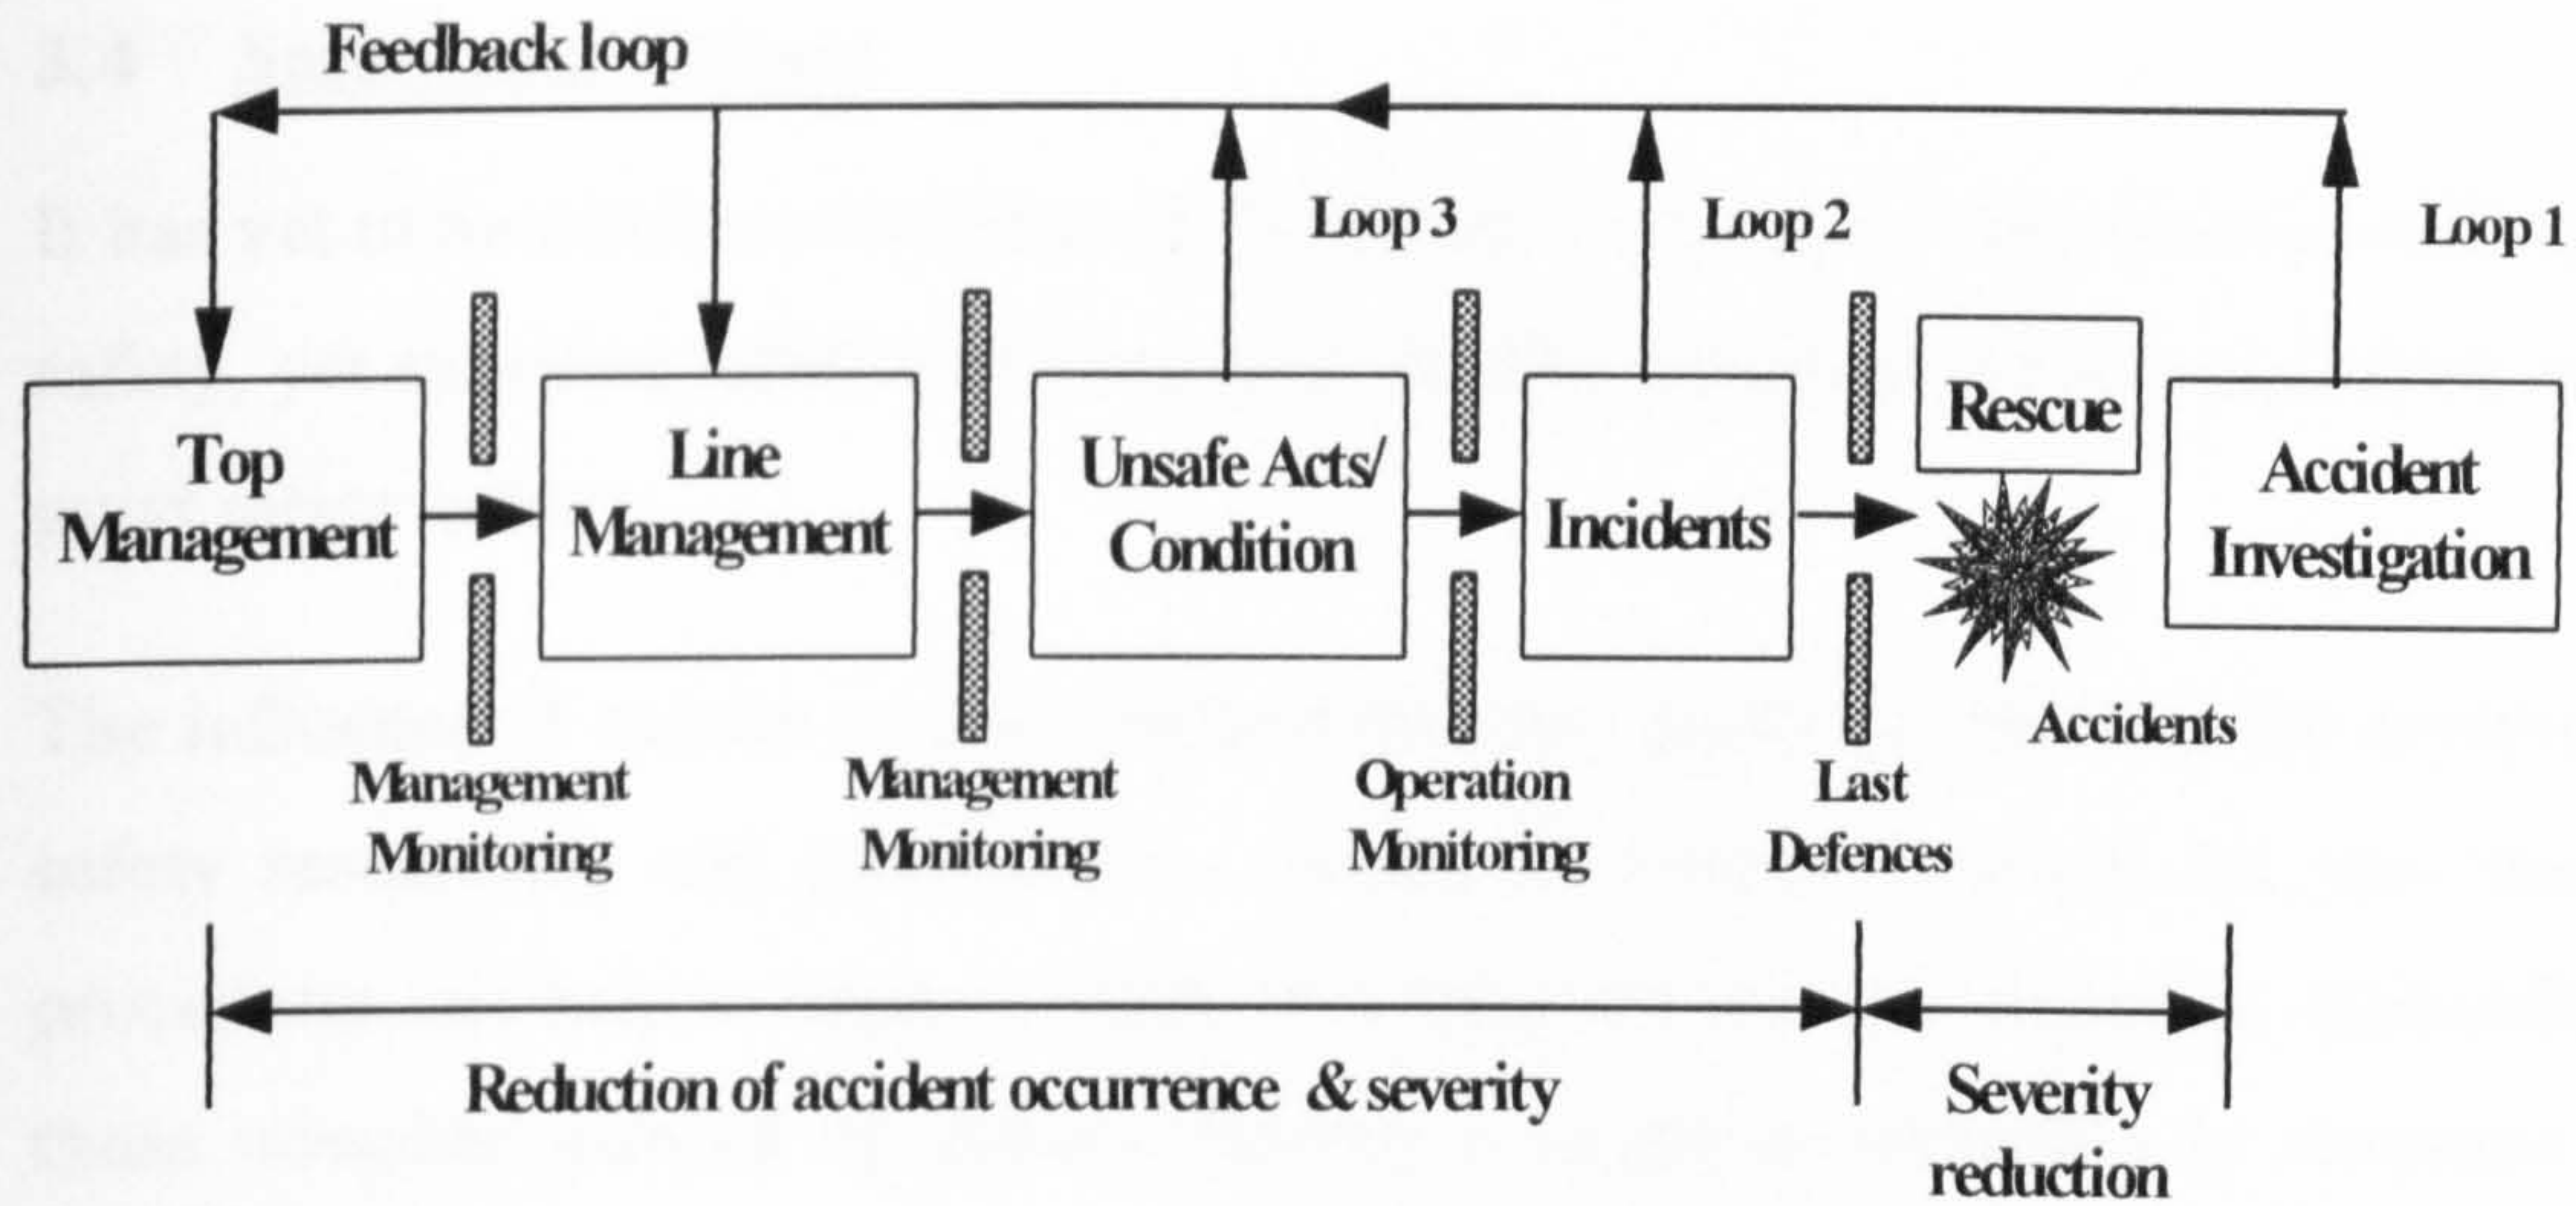 Feedback loop
Loop 3
Loop 2
Loop 1
Top
Management
Line
Management
Unsafe Acts/
Condition
Incidents
Rescue
Accident
Investigation
Accidents
Management
Monitoring
Management
Monitoring
Operation
Monitoring
Last
Defences
Reduction of accident occurrence & severity
Severity
reduction